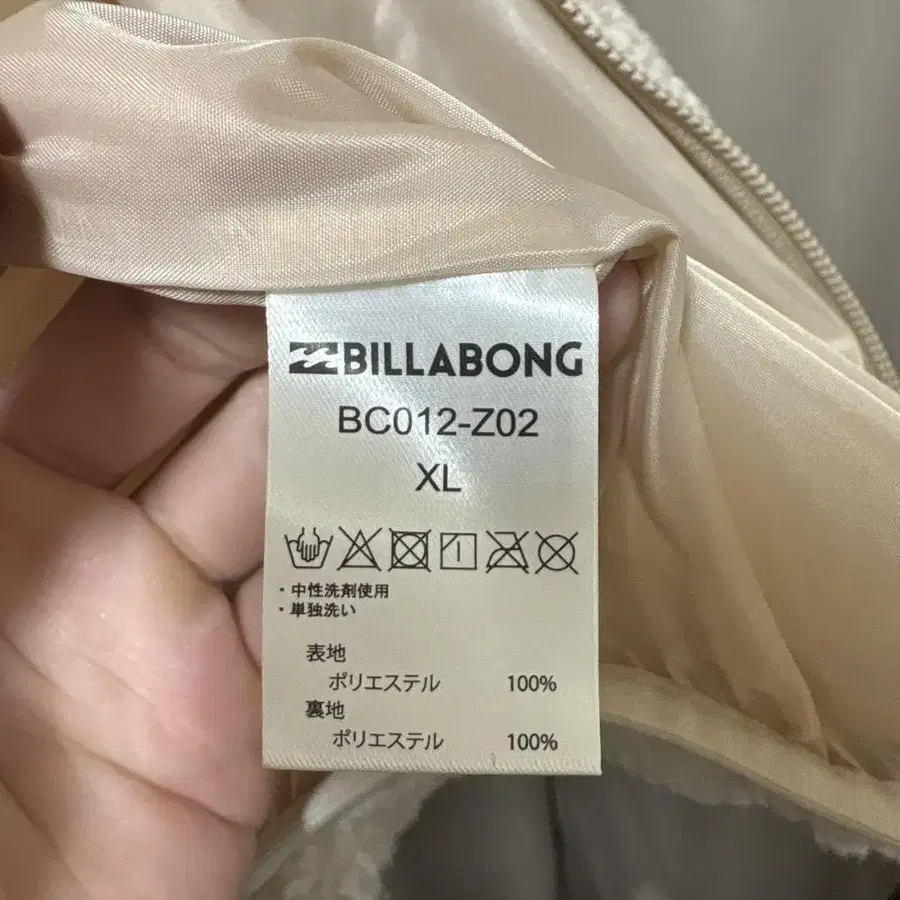 BILLABONG
BC012-Z02
XL
・中性洗剤使用
・単独洗い
表地
ポリエステル 100%
裏地
ポリエステル 100%